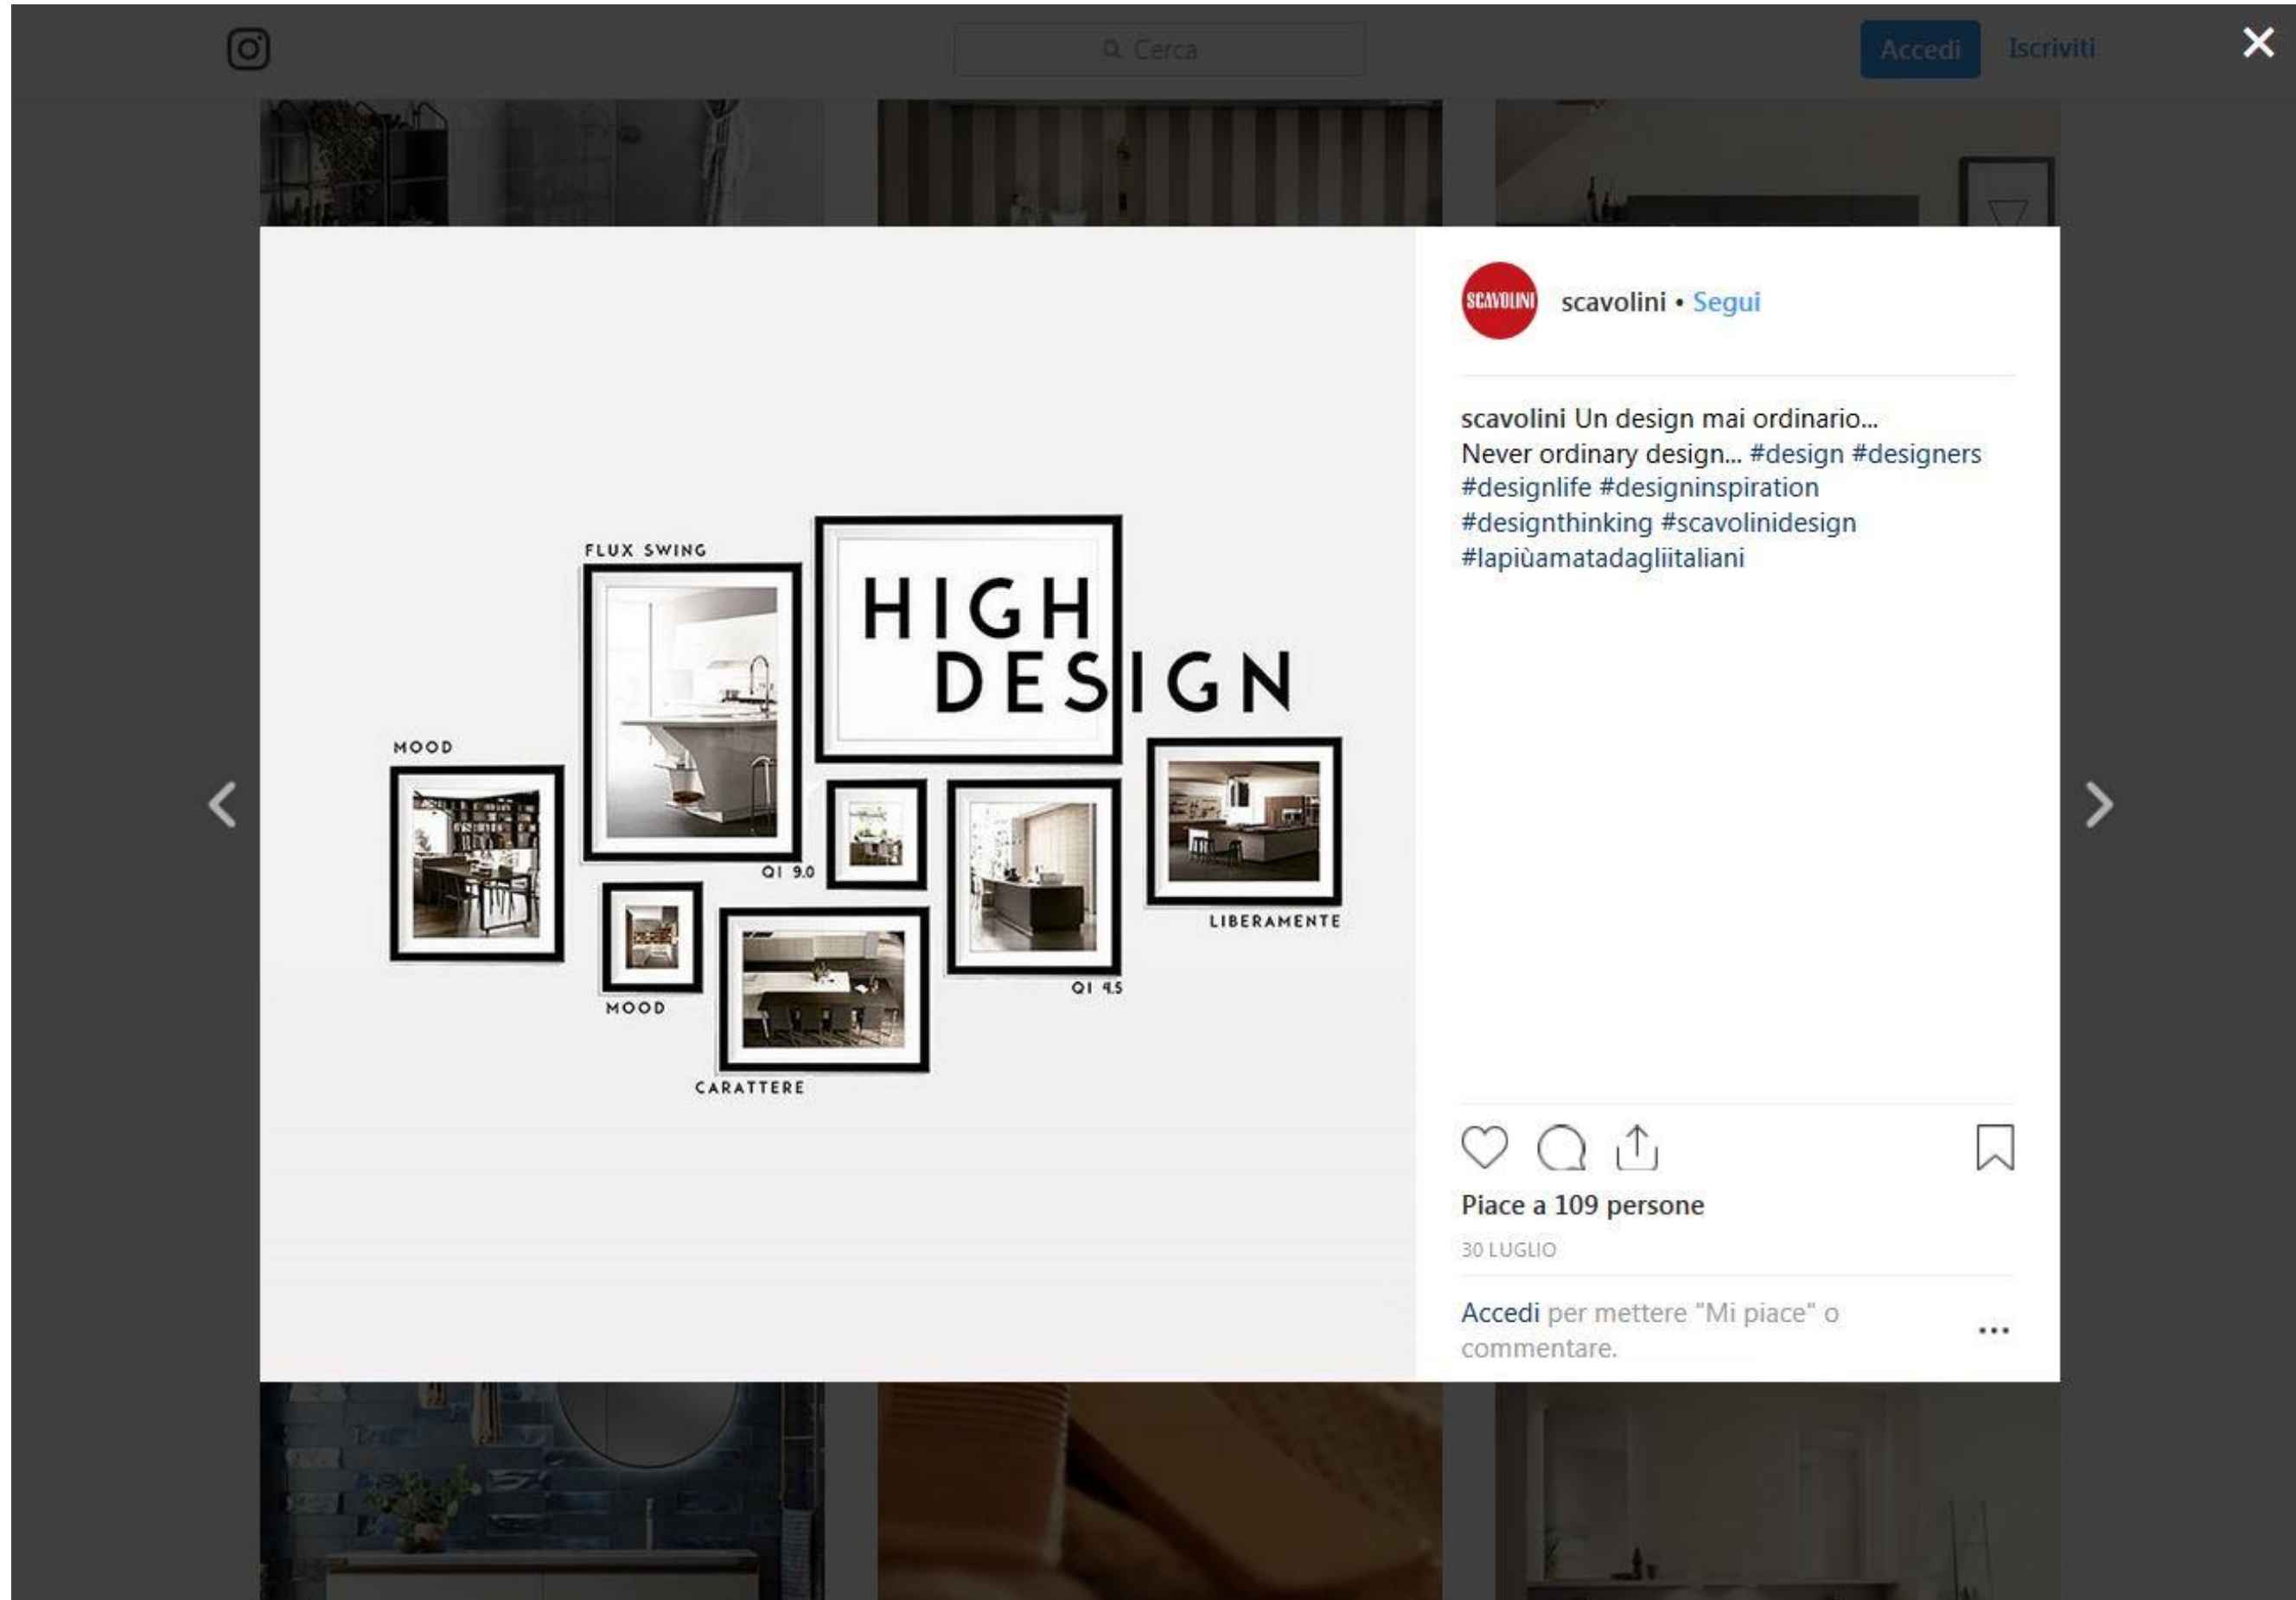 Cerca
Accedi
Iscriviti
SCAVOLINI
scavolini • Segui
scavolini Un design mai ordinario...
Never ordinary design... #design #designers
#designlife #designinspiration
#designthinking #scavolinidesign
#lapiùamatadagliitaliani
FLUX SWING
HIGH
DESIGN
MOOD
QI 9.0
LIBERAMENTE
QI 4.5
MOOD
CARATTERE
Piace a 109 persone
30 LUGLIO
Accedi per mettere "Mi piace" o
commentare.